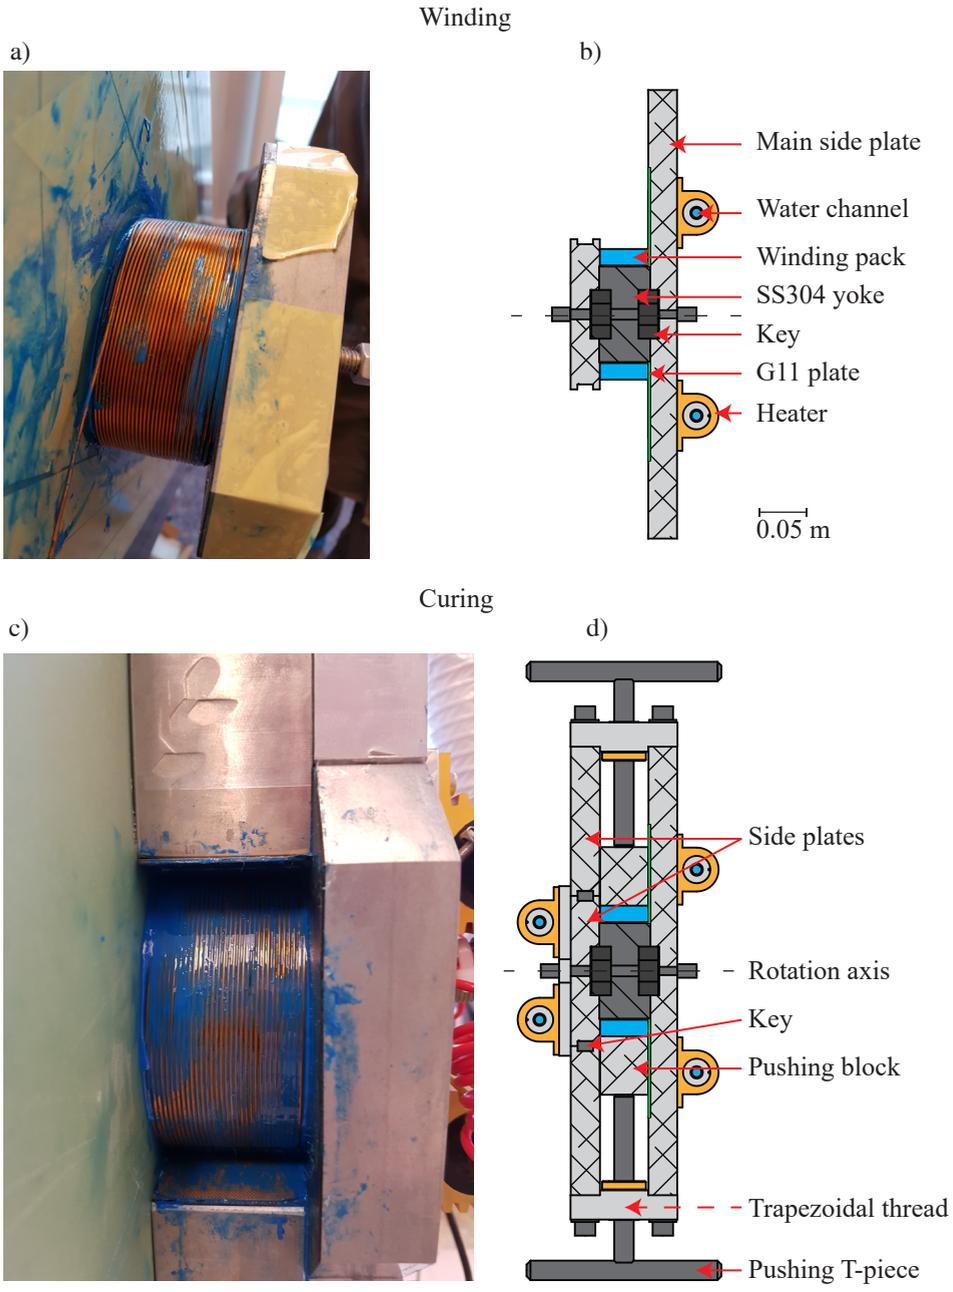 Winding
a)
b)
Main side plate
Water channel
Winding pack
SS304 yoke
Key
G11 plate
Heater
0.05 m
Curing
c)
d)
Side plates
Rotation axis
Key
Pushing block
Trapezoidal thread
Pushing T-piece